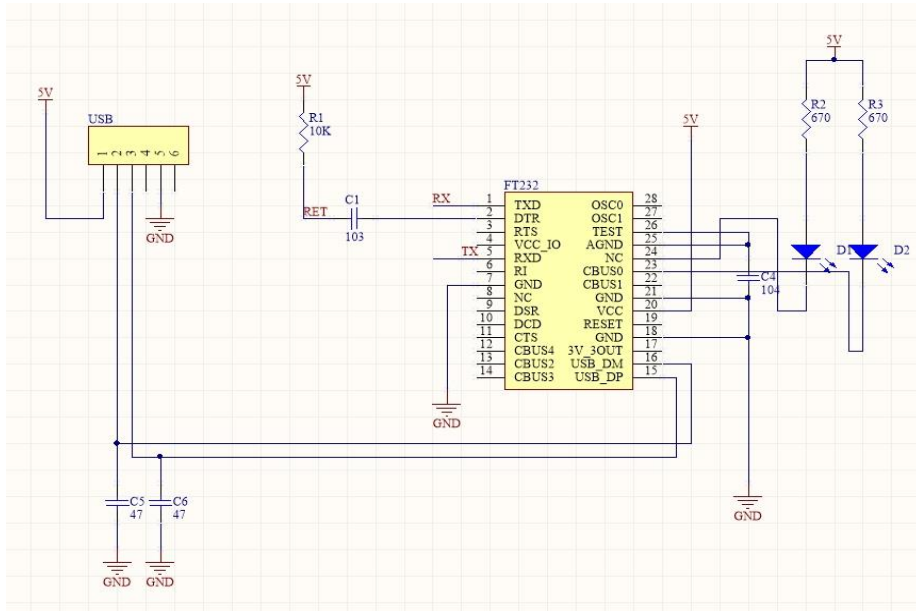 5V
5V
5V
R2
670
R3
670
USB
1 2 3 4 5 6
GND
R1
10K
5V
RET
C1
103
FT232
RX
TX
1 TXD OSC0 28
2 DTR OSC1 27
3 RTS TEST 26
4 VCC_IO AGND 25
5 RXD NC 24
6 RI CBUS0 23
7 GND CBUS1 22
8 NC GND 21
9 DSR VCC 20
10 DCD RESET 19
11 CTS GND 18
12 CBUS4 3V_3OUT 17
13 CBUS2 USB_DM 16
14 CBUS3 USB_DP 15
D1
D2
C4
104
GND
GND
C5
47
C6
47
GND
GND